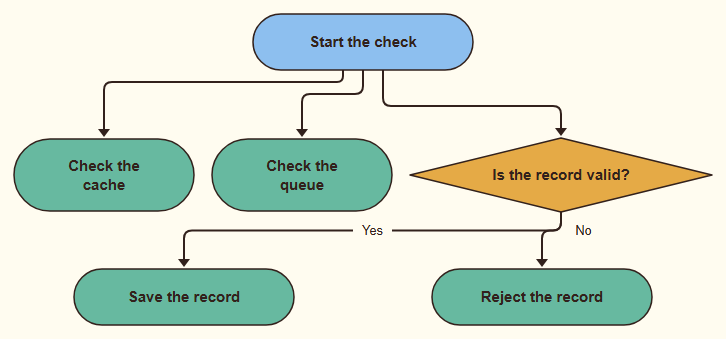 Start the check
Check the
cache
Check the
queue
Is the record valid?
Yes
No
Save the record
Reject the record